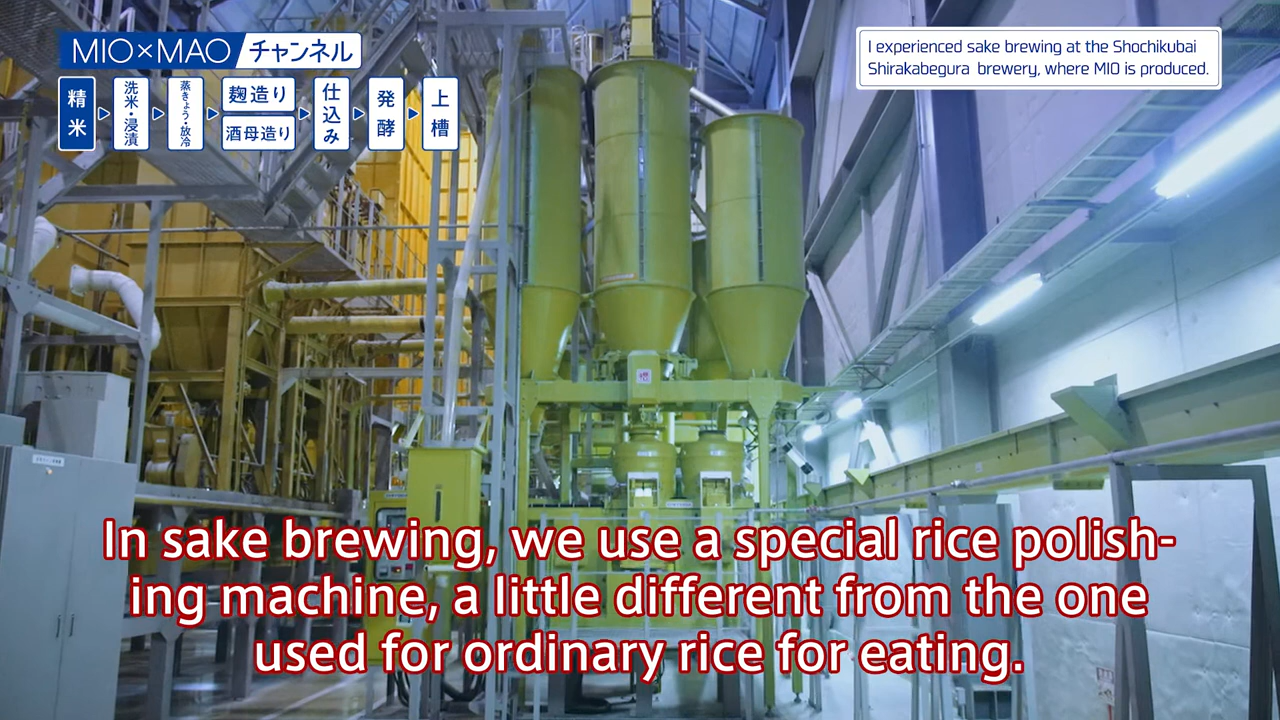 MIO×MAO チャンネル
精米
洗米・浸漬
蒸きょう・放冷
麹造り
酒母造り
仕込み
発酵
上槽
I experienced sake brewing at the Shochikubai
Shirakabegura brewery, where MIO is produced.
In sake brewing, we use a special rice polish-
ing machine, a little different from the one
used for ordinary rice for eating.